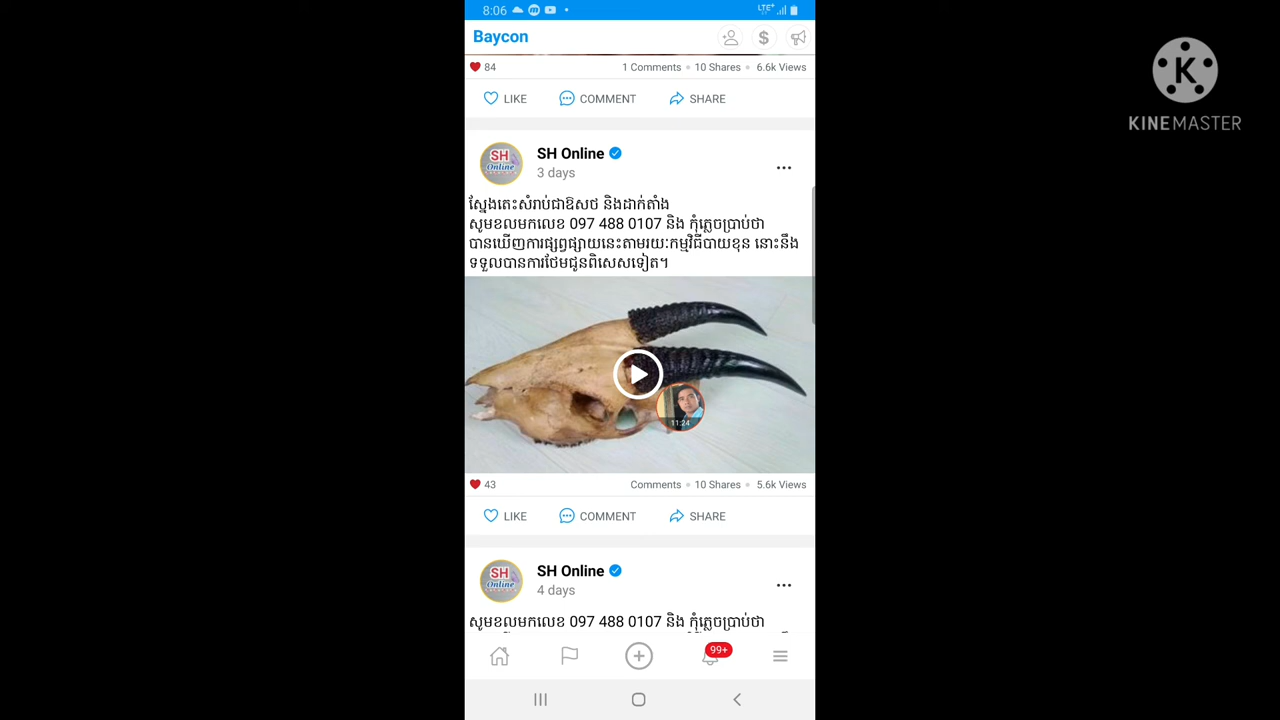 8:06
LTE+
Baycon
84
1 Comments • 10 Shares • 6.6k Views
LIKE COMMENT SHARE
SH Online
SH Online
3 days
ស្នែងតេះសំរាប់ជាឱសថ និងដាក់តាំង
សូមខលមកលេខ 097 488 0107 និង កុំភ្លេចប្រាប់ថា
បានឃើញការផ្សព្វផ្សាយនេះតាមរយៈកម្មវិធីបាយខុន នោះនឹង
ទទួលបានការថែមជូនពិសេសទៀត។
11:24
43
Comments • 10 Shares • 5.6k Views
LIKE COMMENT SHARE
SH Online
SH Online
4 days
សូមខលមកលេខ 097 488 0107 និង កុំភ្លេចប្រាប់ថា
99+
K
KINEMASTER